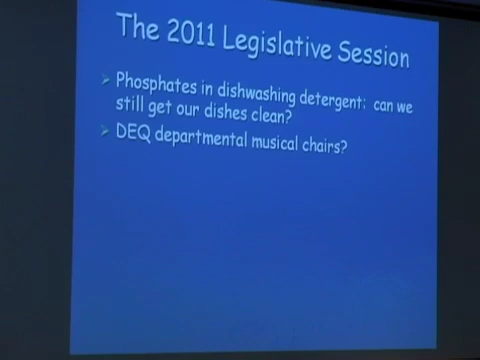 The 2011 Legislative Session
Phosphates in dishwashing detergent: can we
still get our dishes clean?
DEQ departmental musical chairs?